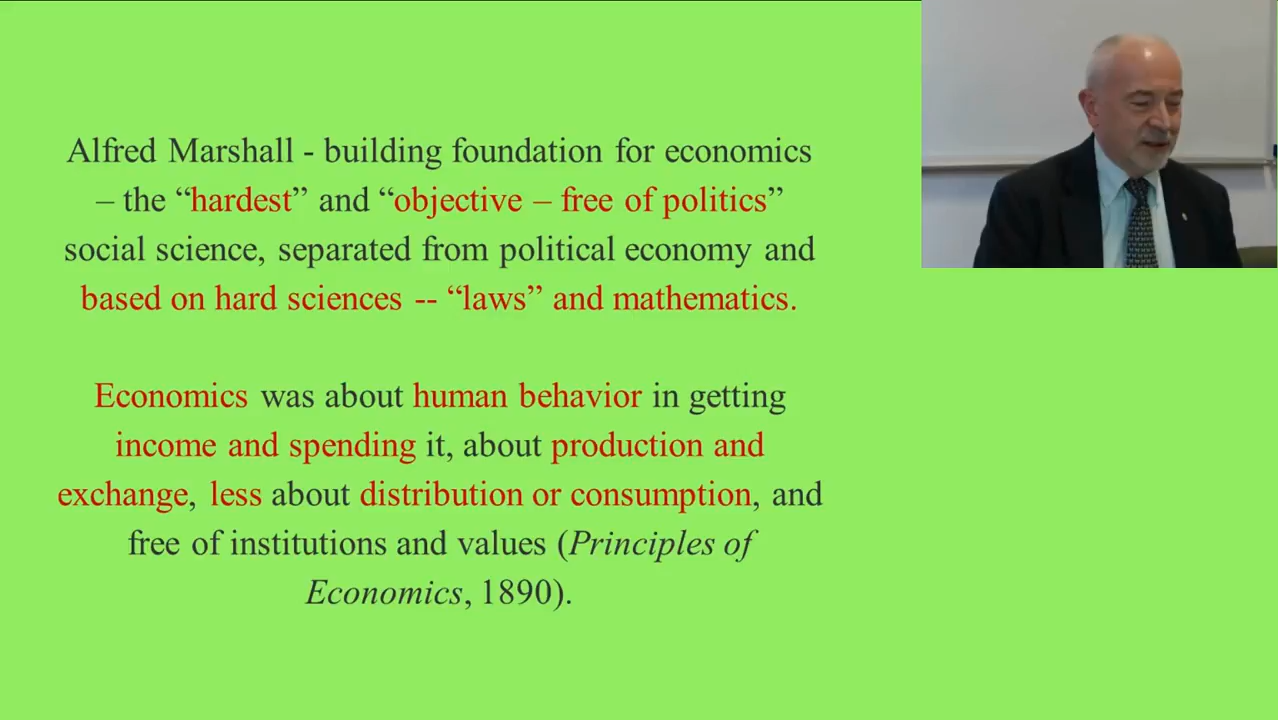 Alfred Marshall - building foundation for economics
– the “hardest” and “objective – free of politics”
social science, separated from political economy and
based on hard sciences -- “laws” and mathematics.
Economics was about human behavior in getting
income and spending it, about production and
exchange, less about distribution or consumption, and
free of institutions and values (Principles of
Economics, 1890).